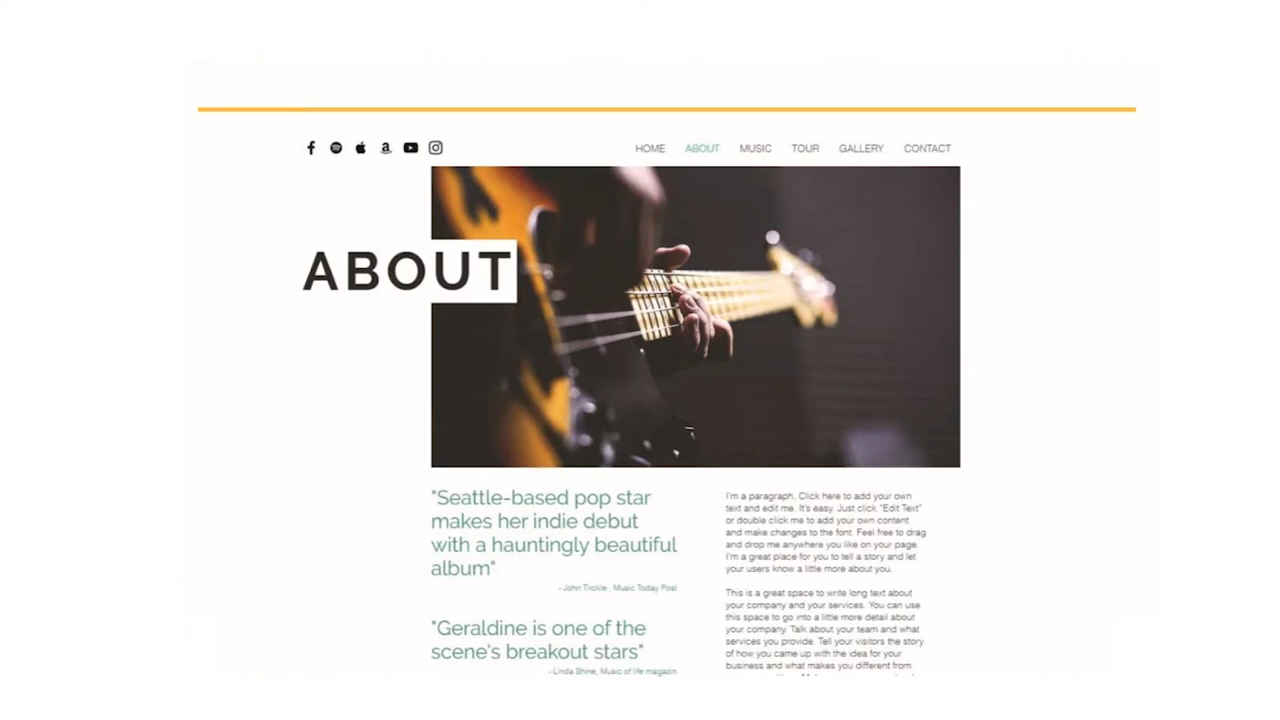 HOME ABOUT MUSIC TOUR GALLERY CONTACT
ABOUT
"Seattle-based pop star
makes her indie debut
with a hauntingly beautiful
album"
- John Tirckle , Music Today Post
"Geraldine is one of the
scene's breakout stars"
- Linda Shine, Music of life magazin
I'm a paragraph. Click here to add your own
text and edit me. It's easy. Just click "Edit Text"
or double click me to add your own content
and make changes to the font. Feel free to drag
and drop me anywhere you like on your page.
I'm a great place for you to tell a story and let
your users know a little more about you.
This is a great space to write long text about
your company and your services. You can use
this space to go into a little more detail about
your company. Talk about your team and what
services you provide. Tell your visitors the story
of how you came up with the idea for your
business and what makes you different from